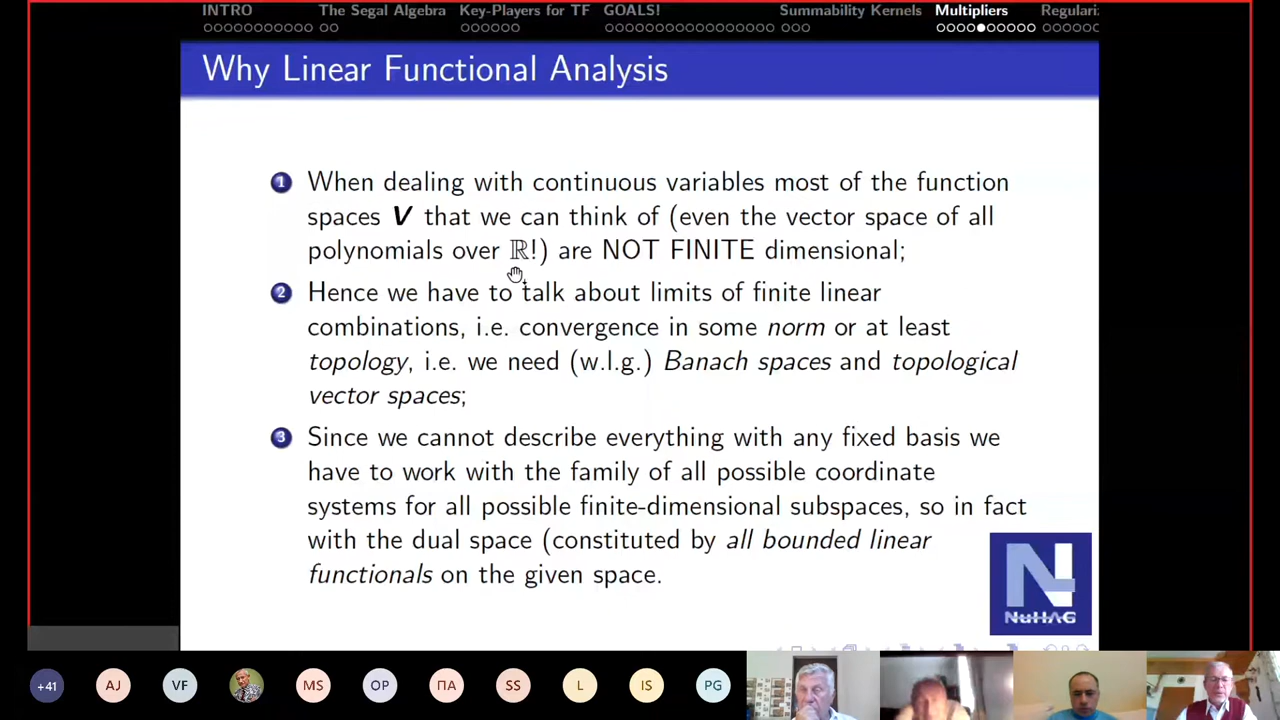 INTRO The Segal Algebra Key-Players for TF GOALS! Summability Kernels Multipliers Regulari
Why Linear Functional Analysis
1 When dealing with continuous variables most of the function
spaces V that we can think of (even the vector space of all
polynomials over ℝ!) are NOT FINITE dimensional;
2 Hence we have to talk about limits of finite linear
combinations, i.e. convergence in some norm or at least
topology, i.e. we need (w.l.g.) Banach spaces and topological
vector spaces;
3 Since we cannot describe everything with any fixed basis we
have to work with the family of all possible coordinate
systems for all possible finite-dimensional subspaces, so in fact
with the dual space (constituted by all bounded linear
functionals on the given space.
N
NuHAG
+41 AJ VF MS OP ПА SS L IS PG